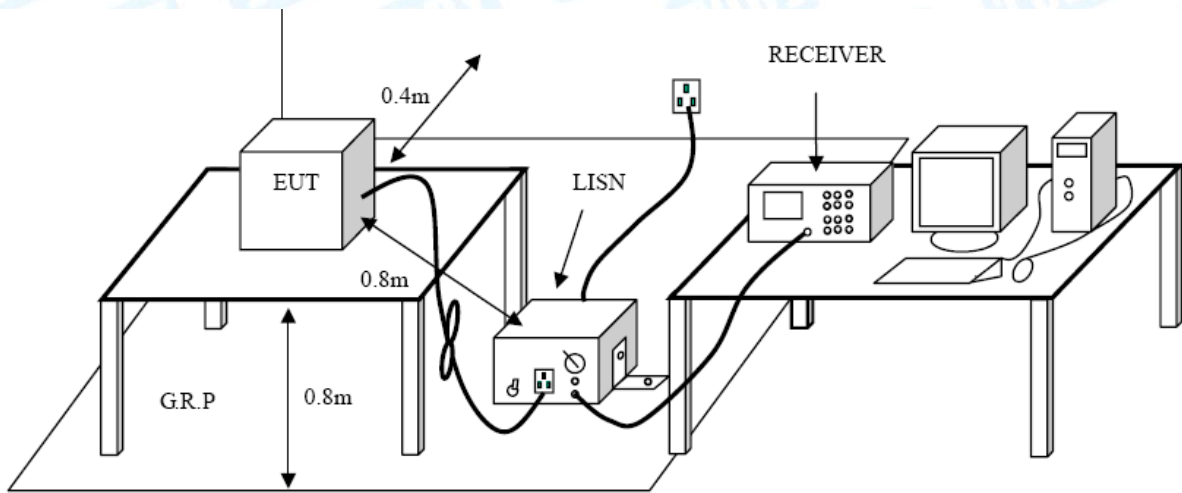 RECEIVER
0.4m
EUT
LISN
0.8m
G.R.P
0.8m